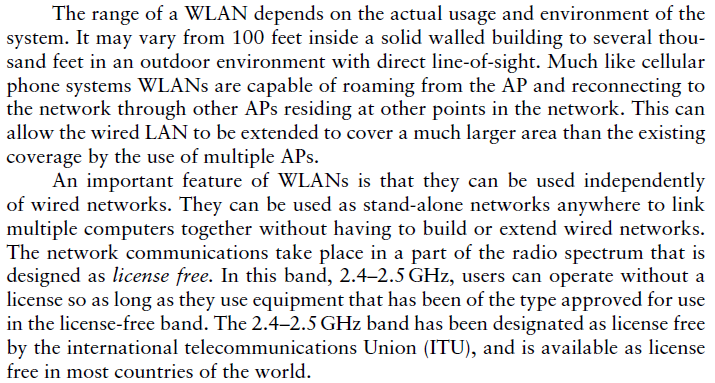 The range of a WLAN depends on the actual usage and environment of the
system. It may vary from 100 feet inside a solid walled building to several thou-
sand feet in an outdoor environment with direct line-of-sight. Much like cellular
phone systems WLANs are capable of roaming from the AP and reconnecting to
the network through other APs residing at other points in the network. This can
allow the wired LAN to be extended to cover a much larger area than the existing
coverage by the use of multiple APs.
An important feature of WLANs is that they can be used independently
of wired networks. They can be used as stand-alone networks anywhere to link
multiple computers together without having to build or extend wired networks.
The network communications take place in a part of the radio spectrum that is
designed as license free. In this band, 2.4–2.5 GHz, users can operate without a
license so as long as they use equipment that has been of the type approved for use
in the license-free band. The 2.4–2.5 GHz band has been designated as license free
by the international telecommunications Union (ITU), and is available as license
free in most countries of the world.